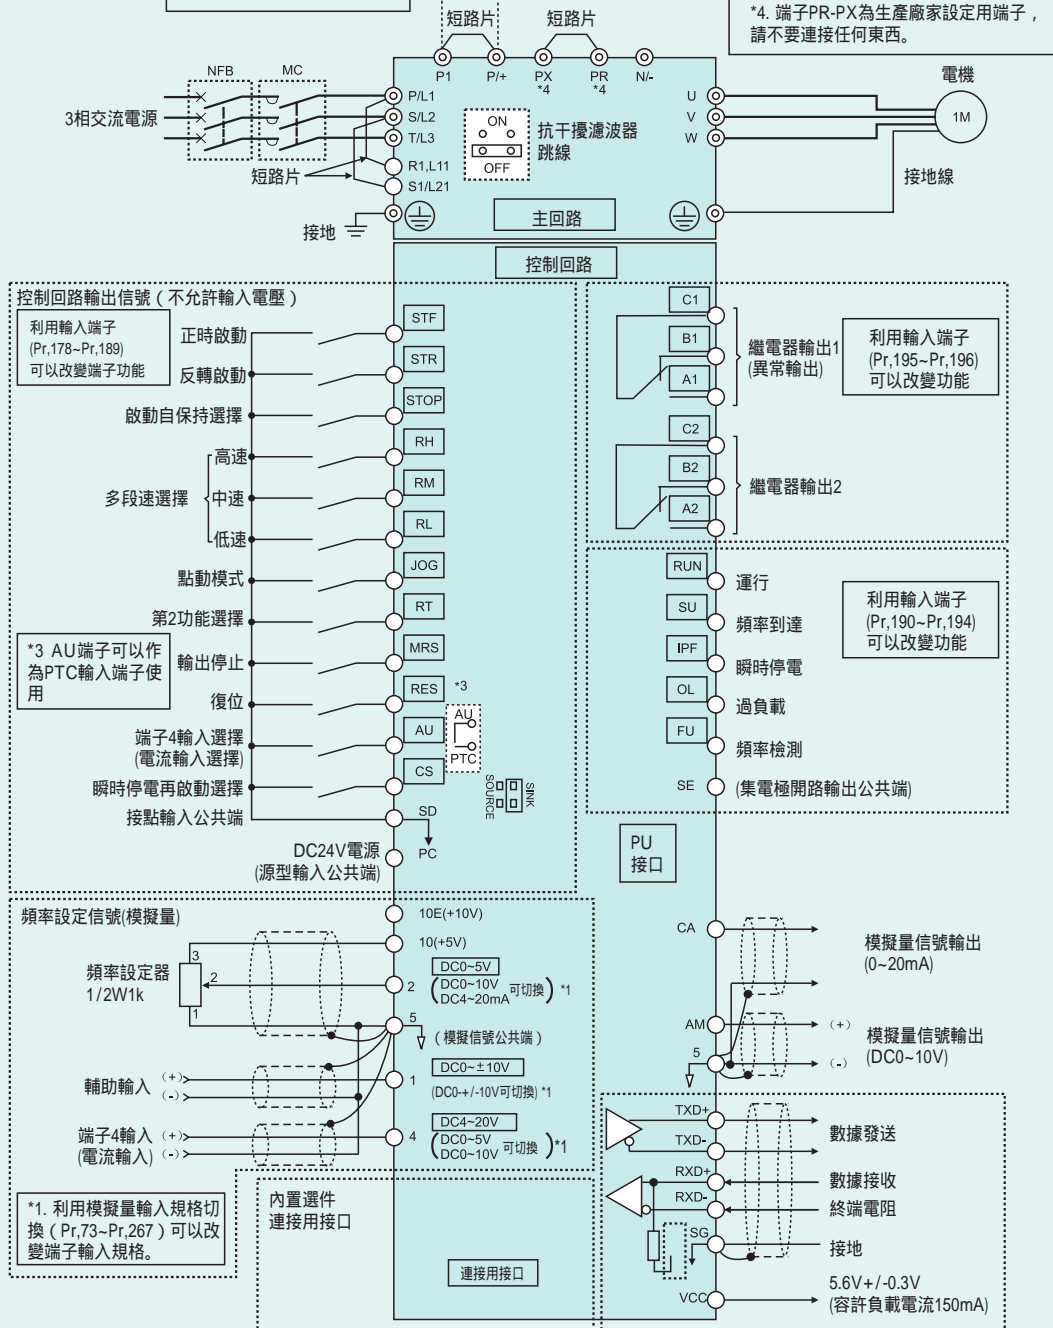 *4. 端子PR-PX為生產廠家設定用端子，
請不要連接任何東西。
短路片
短路片
P1
P/+
PX
*4
PR
*4
N/-
NFB
MC
3相交流電源
P/L1
S/L2
T/L3
R1,L11
S1/L21
短路片
接地
ON
OFF
抗干擾濾波器
跳線
U
V
W
電機
1M
接地線
主回路
控制回路
控制回路輸出信號（不允許輸入電壓）
利用輸入端子
(Pr,178~Pr,189)
可以改變端子功能
正時啟動
STF
反轉啟動
STR
啟動自保持選擇
STOP
多段速選擇
高速
RH
中速
RM
低速
RL
點動模式
JOG
第2功能選擇
RT
*3 AU端子可以作
為PTC輸入端子使
用
輸出停止
MRS
復位
RES
*3
端子4輸入選擇
(電流輸入選擇)
AU
AU
PTC
瞬時停電再啟動選擇
CS
SOURCE
SINK
接點輸入公共端
SD
DC24V電源
(源型輸入公共端)
PC
C1
B1
A1
繼電器輸出1
(異常輸出)
利用輸入端子
(Pr,195~Pr,196)
可以改變功能
C2
B2
A2
繼電器輸出2
RUN
運行
SU
頻率到達
IPF
瞬時停電
OL
過負載
FU
頻率檢測
SE
(集電極開路輸出公共端)
利用輸入端子
(Pr,190~Pr,194)
可以改變功能
PU
接口
頻率設定信號(模擬量)
10E(+10V)
10(+5V)
頻率設定器
1/2W1k
3
2
1
2
DC0~5V
DC0~10V
DC4~20mA
可切換
*1
5
(模擬信號公共端)
輔助輸入
(+)
(-)
1
DC0~±10V
(DC0-+/-10V可切換) *1
端子4輸入
(電流輸入)
(+)
(-)
4
DC4~20V
DC0~5V
DC0~10V
可切換
*1
*1. 利用模擬量輸入規格切
換（Pr,73~Pr,267）可以改
變端子輸入規格。
內置選件
連接用接口
連接用接口
CA
模擬量信號輸出
(0~20mA)
AM
5
(+)
(-)
模擬量信號輸出
(DC0~10V)
TXD+
TXD-
數據發送
RXD+
數據接收
RXD-
終端電阻
SG
接地
VCC
5.6V+/-0.3V
(容許負載電流150mA)